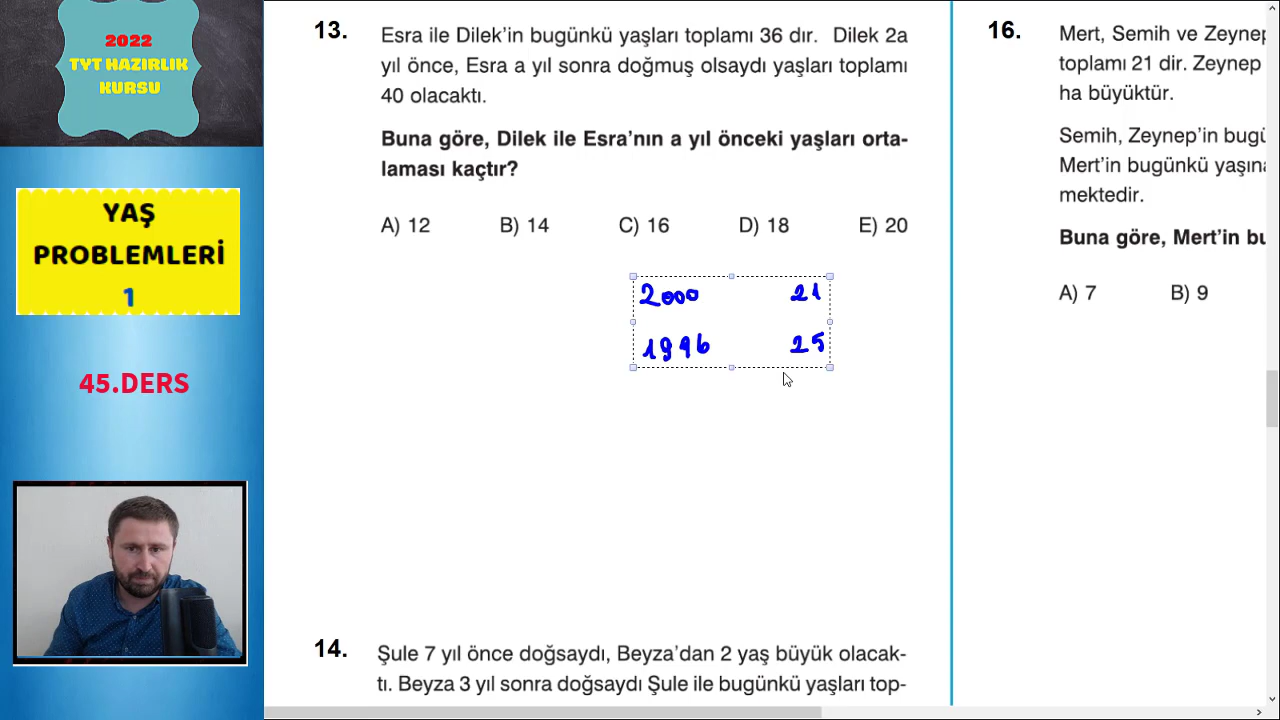 2022
TYT HAZIRLIK
KURSU
YAŞ
PROBLEMLERİ
1
45.DERS
13. Esra ile Dilek'in bugünkü yaşları toplamı 36 dır. Dilek 2a
yıl önce, Esra a yıl sonra doğmuş olsaydı yaşları toplamı
40 olacaktı.
Buna göre, Dilek ile Esra'nın a yıl önceki yaşları orta-
laması kaçtır?
A) 12 B) 14 C) 16 D) 18 E) 20
2000 21
1996 25
14. Şule 7 yıl önce doğsaydı, Beyza'dan 2 yaş büyük olacak-
tı. Beyza 3 yıl sonra doğsaydı Şule ile bugünkü yaşları top-
16. Mert, Semih ve Zeynep
toplamı 21 dir. Zeynep
ha büyüktür.
Semih, Zeynep'in bugü
Mert'in bugünkü yaşına
mektedir.
Buna göre, Mert'in bu
A) 7 B) 9